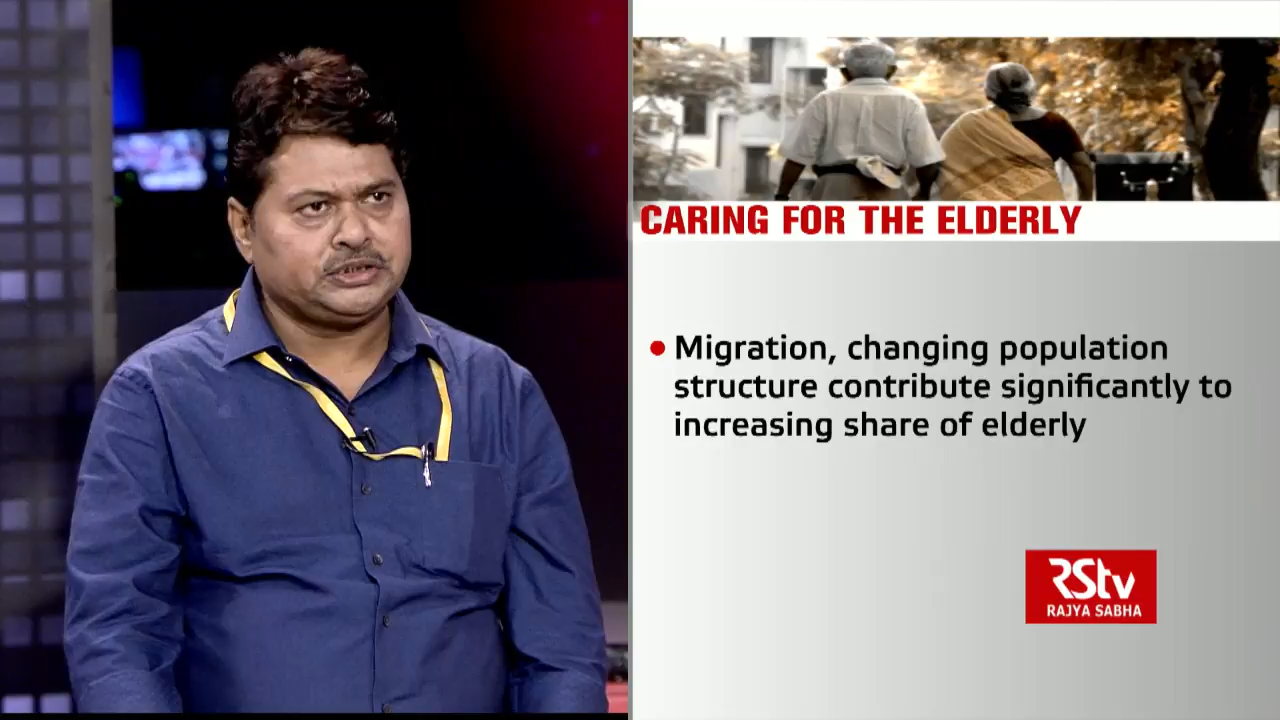 CARING FOR THE ELDERLY
Migration, changing population
structure contribute significantly to
increasing share of elderly
RStv
RAJYA SABHA